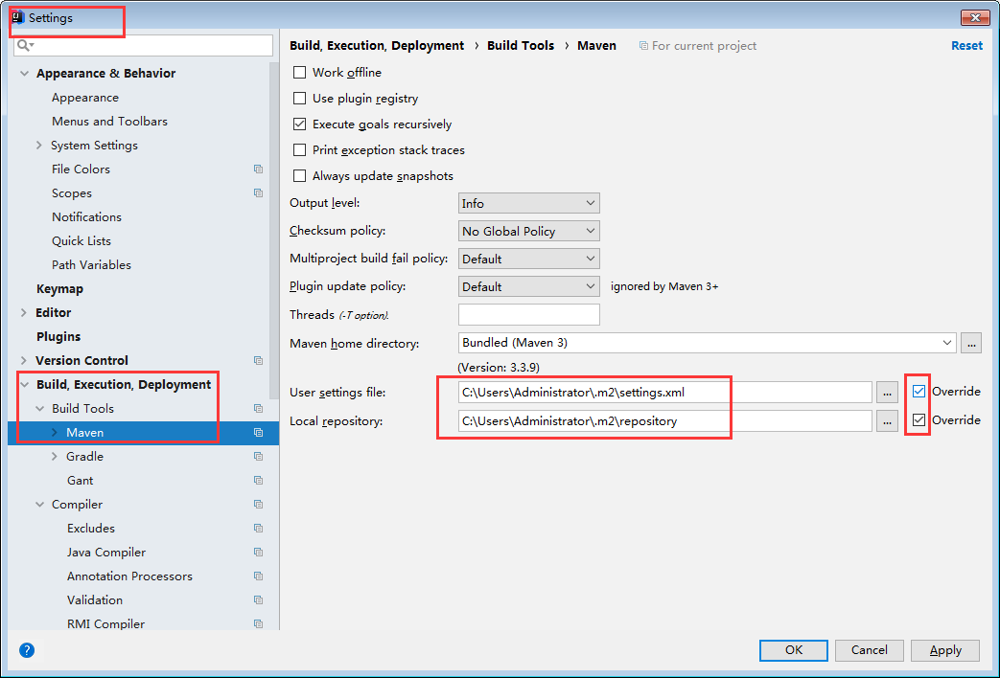 Settings
Appearance & Behavior
Appearance
Menus and Toolbars
System Settings
File Colors
Scopes
Notifications
Quick Lists
Path Variables
Keymap
Editor
Plugins
Version Control
Build, Execution, Deployment
Build Tools
Maven
Gradle
Gant
Compiler
Excludes
Java Compiler
Annotation Processors
Validation
RMI Compiler
Build, Execution, Deployment › Build Tools › Maven For current project Reset
Work offline
Use plugin registry
Execute goals recursively
Print exception stack traces
Always update snapshots
Output level: Info
Checksum policy: No Global Policy
Multiproject build fail policy: Default
Plugin update policy: Default ignored by Maven 3+
Threads (-T option):
Maven home directory: Bundled (Maven 3) ...
(Version: 3.3.9)
User settings file: C:\Users\Administrator\.m2\settings.xml ... Override
Local repository: C:\Users\Administrator\.m2\repository ... Override
? OK Cancel Apply